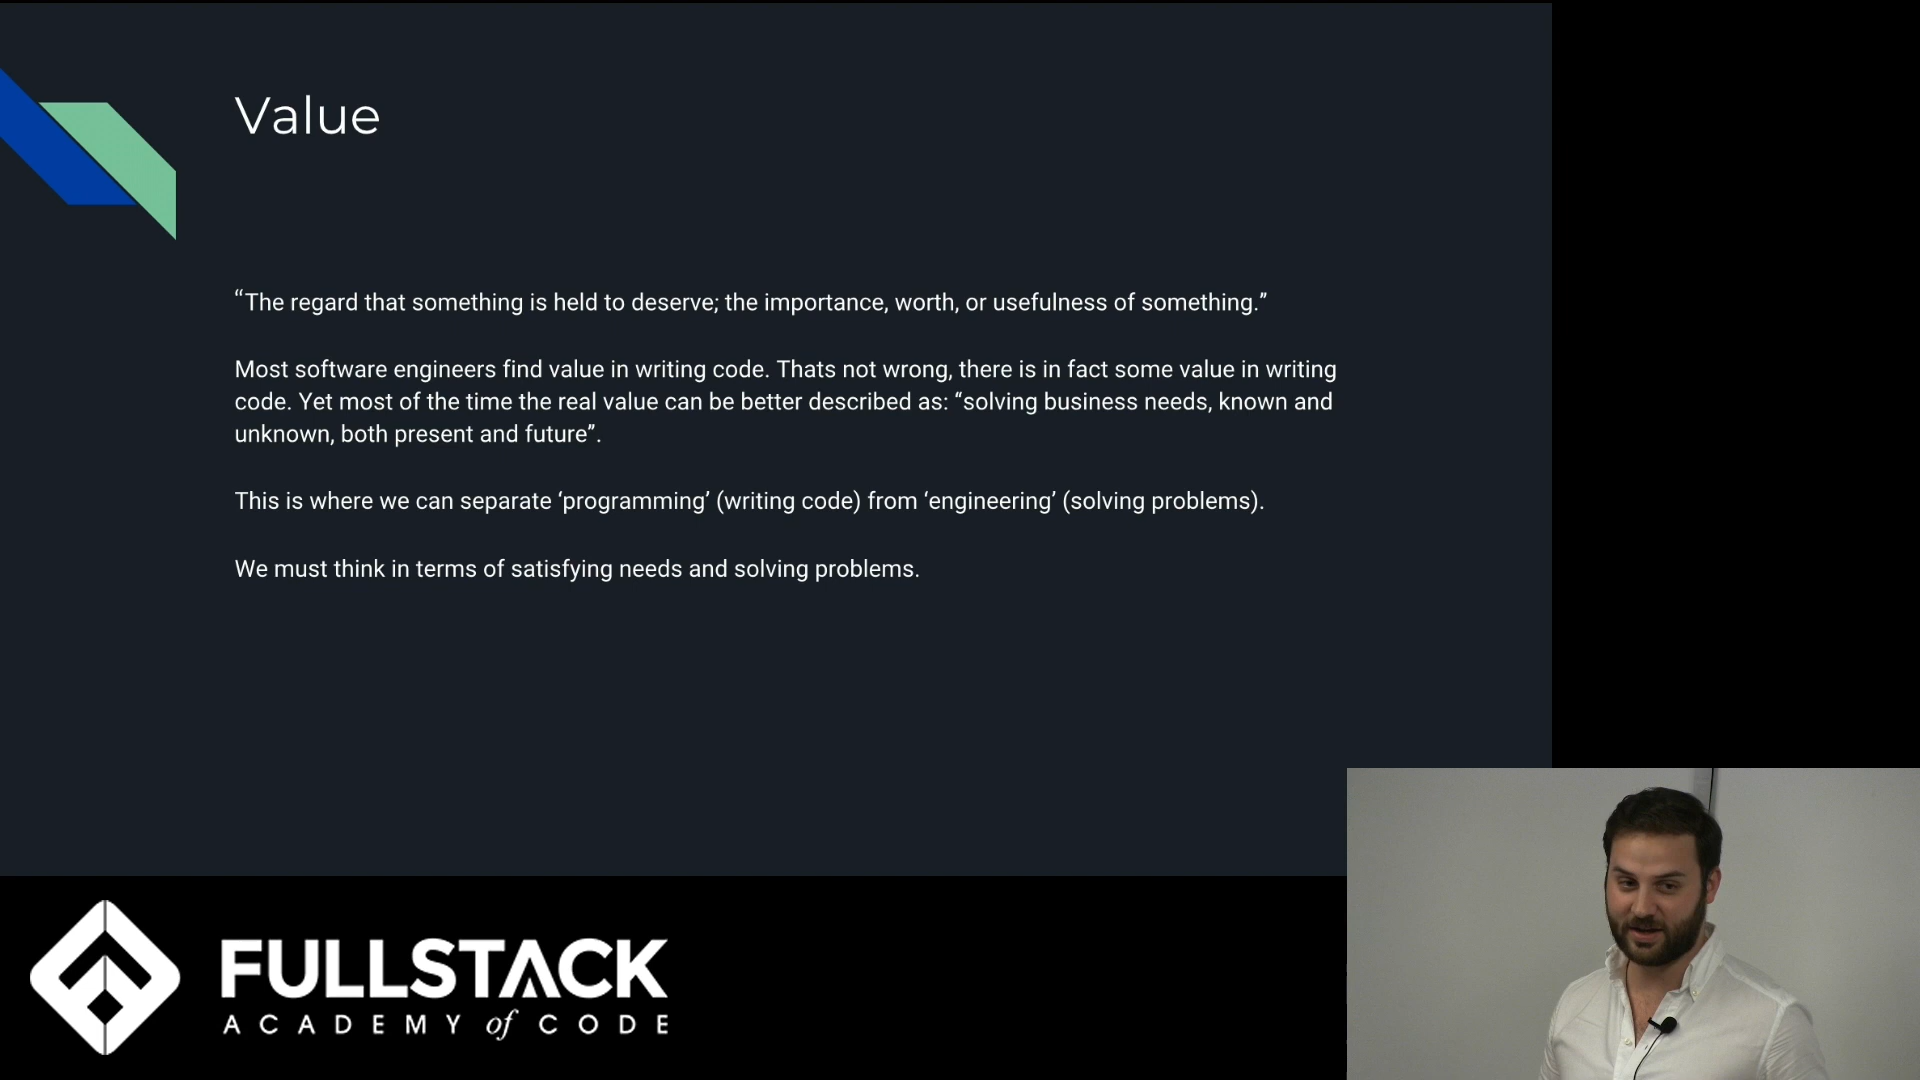 Value
“The regard that something is held to deserve; the importance, worth, or usefulness of something.”
Most software engineers find value in writing code. Thats not wrong, there is in fact some value in writing
code. Yet most of the time the real value can be better described as: “solving business needs, known and
unknown, both present and future”.
This is where we can separate ‘programming’ (writing code) from ‘engineering’ (solving problems).
We must think in terms of satisfying needs and solving problems.
FULLSTACK
ACADEMY of CODE